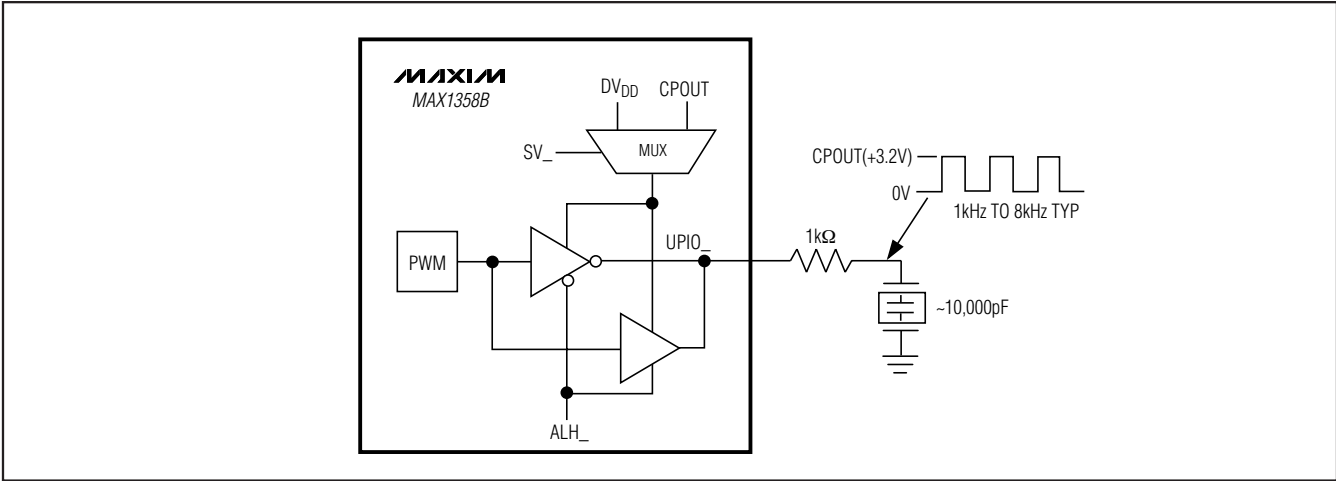 MAXIM
MAX1358B
DVDD CPOUT
SV_
MUX
CPOUT(+3.2V)
0V
1kHz TO 8kHz TYP
PWM
UPIO_
1kΩ
~10,000pF
ALH_